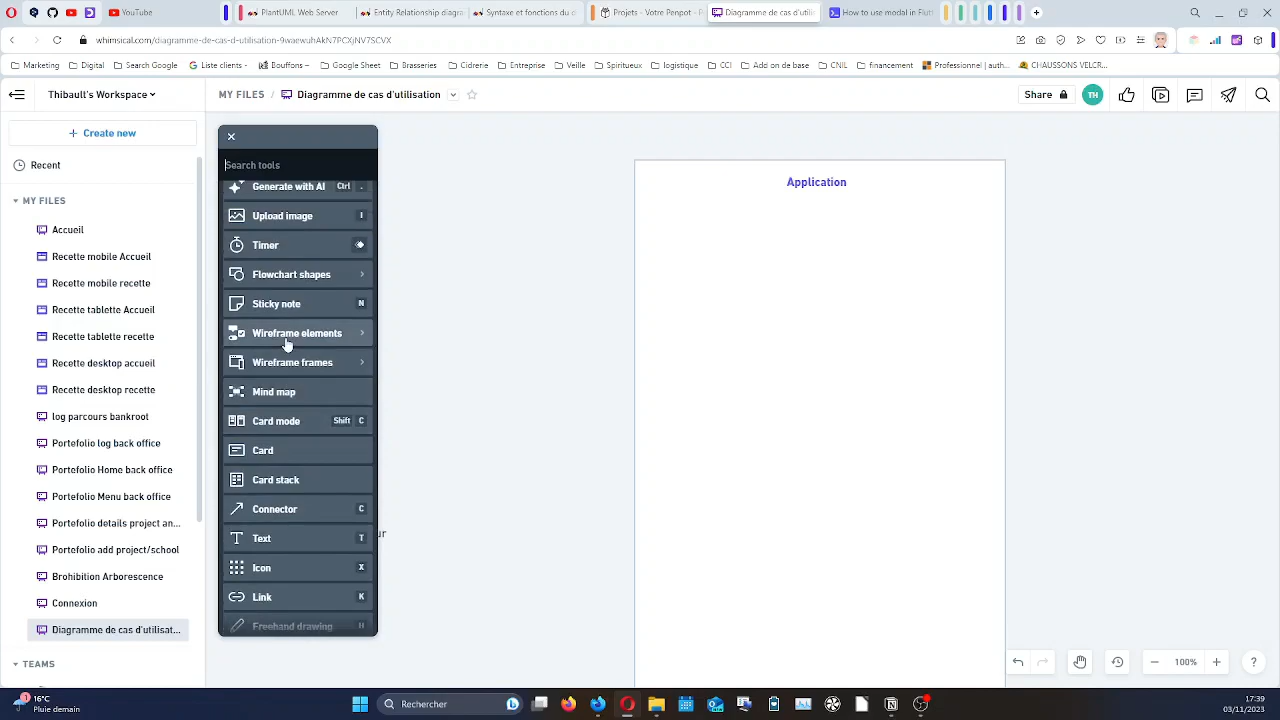 YouTube
PlantUML Web Server
Entity Relationship diagra
Syntaxe et fonctions du d
Projets - Votre Penpot - P
Diagramme de cas d'utilis
How to use modal in Flutt
whimsical.com/diagramme-de-cas-d-utilisation-9waewuhAkN7PCXjNV7SCVX
Marketing
Digital
Search Google
Liste clients -
Bouffons –
Google Sheet
Brasseries
Cidrerie
Entreprise
Veille
Spiritueux
logistique
CCI
Add on de base
CNIL
financement
Professionnel | auth...
CHAUSSONS VELCR...
Thibault's Workspace
MY FILES / Diagramme de cas d'utilisation
Share
TH
+ Create new
Recent
MY FILES
Accueil
Recette mobile Accueil
Recette mobile recette
Recette tablette Accueil
Recette tablette recette
Recette desktop accueil
Recette desktop recette
log parcours bankroot
Portefolio log back office
Portefolio Home back office
Portefolio Menu back office
Portefolio details project an...
Portefolio add project/school
Brohibition Arborescence
Connexion
Diagramme de cas d'utilisat...
TEAMS
Search tools
Generate with AI Ctrl .
Upload image I
Timer
Flowchart shapes
Sticky note N
Wireframe elements
Wireframe frames
Mind map
Card mode Shift C
Card
Card stack
Connector C
Text T
Icon X
Link K
Freehand drawing
ur
Application
100%
?
Pluie demain
Rechercher
17:39
03/11/2023